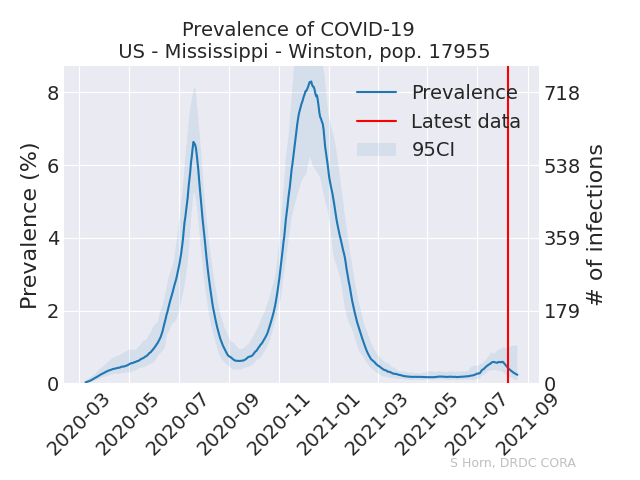 Prevalence of COVID-19
US - Mississippi - Winston, pop. 17955
Prevalence (%)
8
6
4
2
0
Prevalence
Latest data
95CI
718
538
359
179
0
# of infections
2020-03
2020-05
2020-07
2020-09
2020-11
2021-01
2021-03
2021-05
2021-07
2021-09
S Horn, DRDC CORA